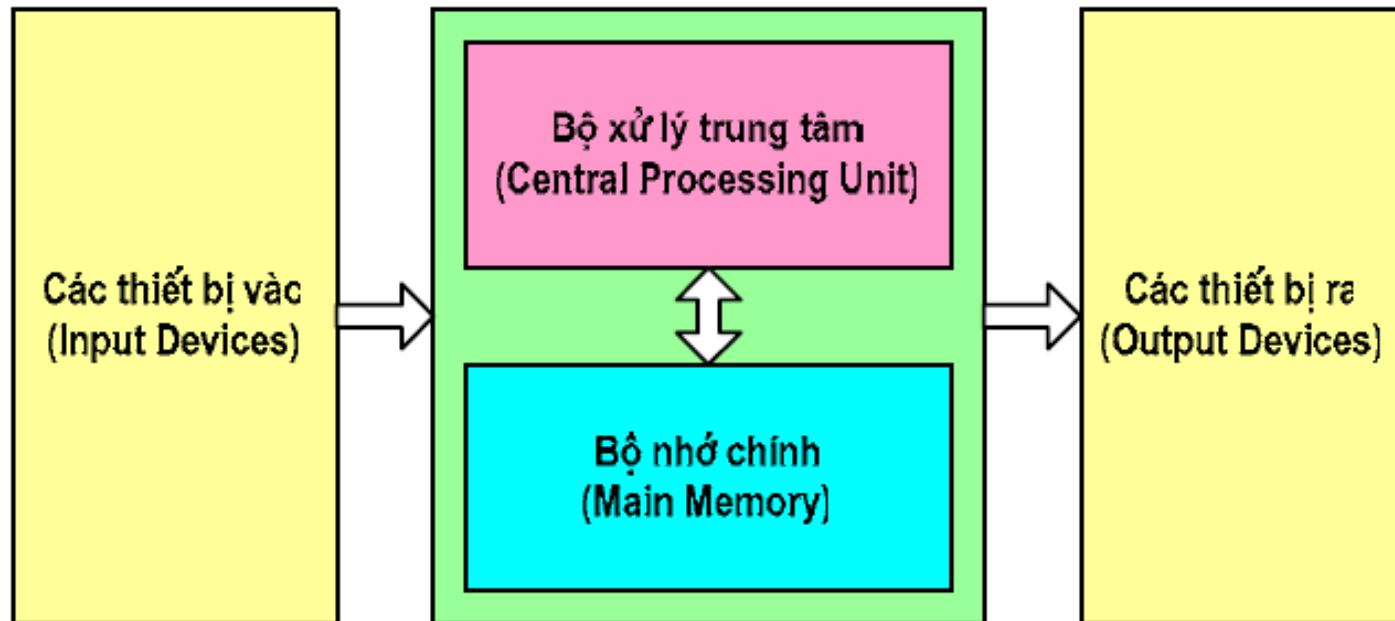 Các thiết bị vào
(Input Devices)
Bộ xử lý trung tâm
(Central Processing Unit)
Bộ nhớ chính
(Main Memory)
Các thiết bị ra
(Output Devices)